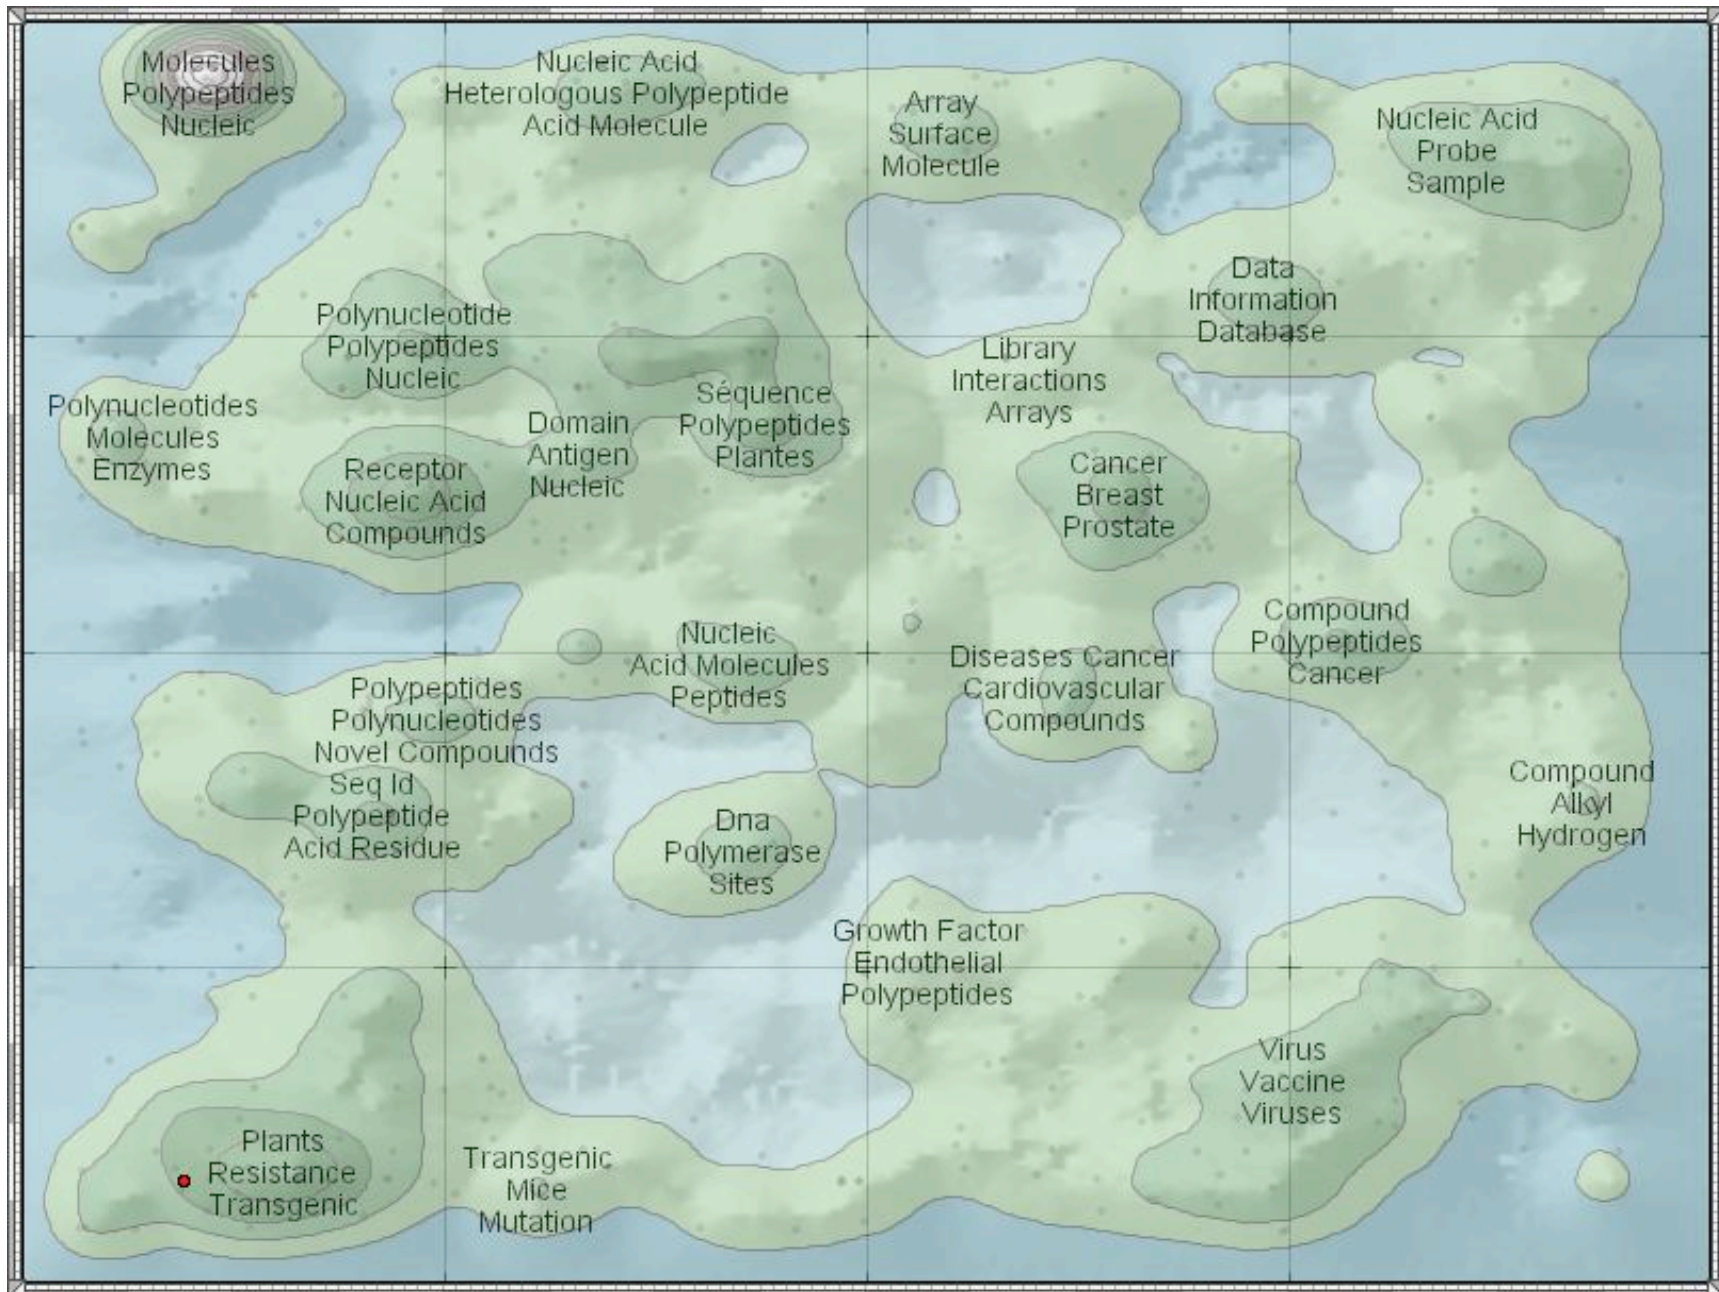 Molecules
Polypeptides
Nucleic
Nucleic Acid
Heterologous Polypeptide
Acid Molecule
Array
Surface
Molecule
Nucleic Acid
Probe
Sample
Data
Information
Database
Polynucleotide
Polypeptides
Nucleic
Library
Interactions
Arrays
Séquence
Polypeptides
Plantes
Polynucleotides
Molecules
Enzymes
Domain
Antigen
Nucleic
Receptor
Nucleic Acid
Compounds
Cancer
Breast
Prostate
Compound
Polypeptides
Cancer
Nucleic
Acid Molecules
Peptides
Diseases Cancer
Cardiovascular
Compounds
Polypeptides
Polynucleotides
Novel Compounds
Seq Id
Polypeptide
Acid Residue
Compound
Alkyl
Hydrogen
Dna
Polymerase
Sites
Growth Factor
Endothelial
Polypeptides
Virus
Vaccine
Viruses
Plants
Resistance
Transgenic
Transgenic
Mice
Mutation